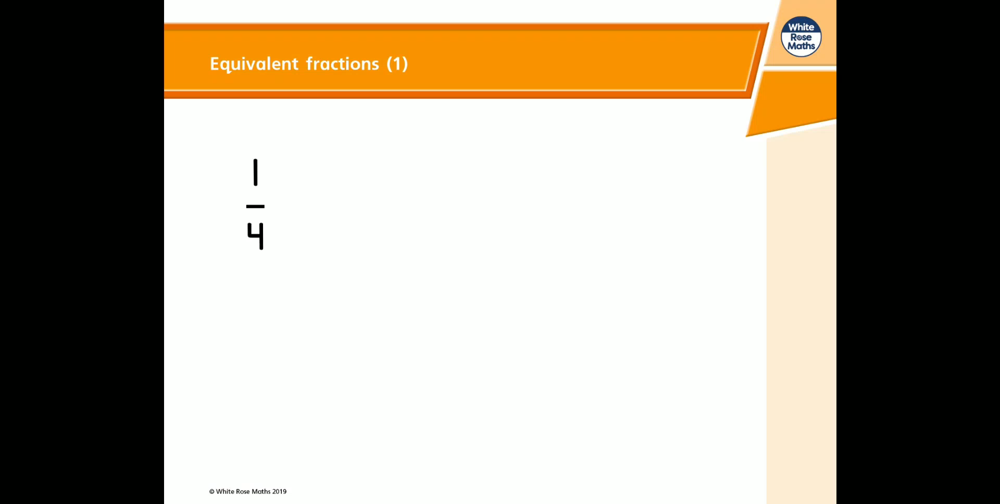 White
Rose
Maths
Equivalent fractions (1)
1
4
© White Rose Maths 2019